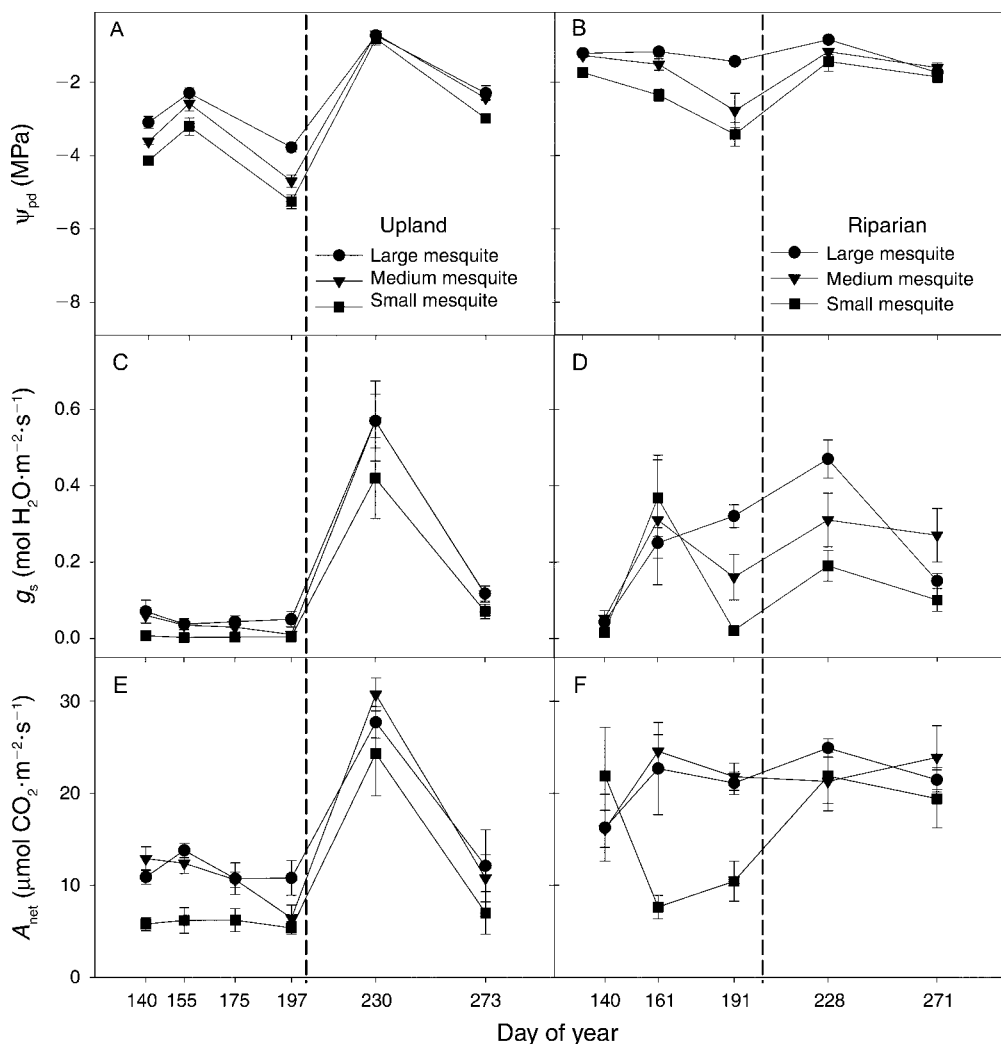 A
B
−2
−4
−6
−8
Ψpd (MPa)
Upland
Large mesquite
Medium mesquite
Small mesquite
Riparian
Large mesquite
Medium mesquite
Small mesquite
C
D
0.6
0.4
0.2
0.0
gs (mol H2O·m−2·s−1)
E
F
30
20
10
0
Anet (μmol CO2·m−2·s−1)
140 155 175 197 230 273
140 161 191 228 271
Day of year